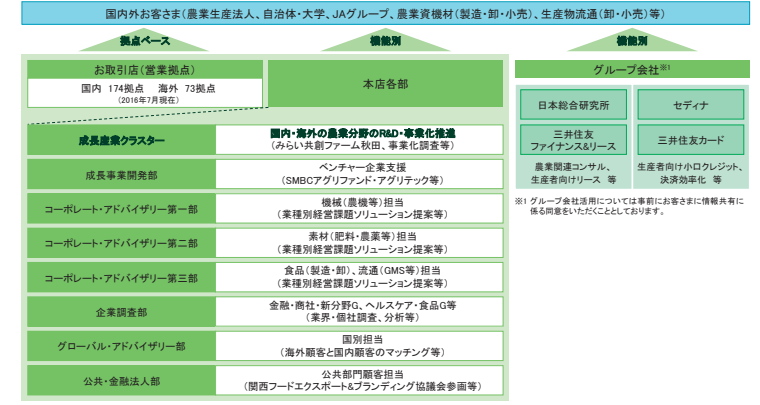 国内外お客さま(農業生産法人、自治体・大学、JAグループ、農業資機材(製造・卸・小売)、生産物流通(卸・小売)等)
拠点ベース
機能別
機能別
お取引店(営業拠点)
国内 174拠点 海外 73拠点
(2016年7月現在)
本店各部
成長産業クラスター
国内・海外の農業分野のR&D・事業化推進
(みらい共創ファーム秋田、事業化調査等)
成長事業開発部
ベンチャー企業支援
(SMBCアグリファンド・アグリテック等)
コーポレート・アドバイザリー第一部
機械(農機等)担当
(業種別経営課題ソリューション提案等)
コーポレート・アドバイザリー第二部
素材(肥料・農薬等)担当
(業種別経営課題ソリューション提案等)
コーポレート・アドバイザリー第三部
食品(製造・卸)、流通(GMS等)担当
(業種別経営課題ソリューション提案等)
企業調査部
金融・商社・新分野G、ヘルスケア・食品G等
(業界・個社調査、分析等)
グローバル・アドバイザリー部
国別担当
(海外顧客と国内顧客のマッチング等)
公共・金融法人部
公共部門顧客担当
(関西フードエクスポート&ブランディング協議会参画等)
グループ会社※1
日本総合研究所
セディナ
三井住友
ファイナンス&リース
三井住友カード
農業関連コンサル、
生産者向けリース 等
生産者向け小口クレジット、
決済効率化 等
※1 グループ会社活用については事前にお客さまに情報共有に
係る同意をいただくこととしております。